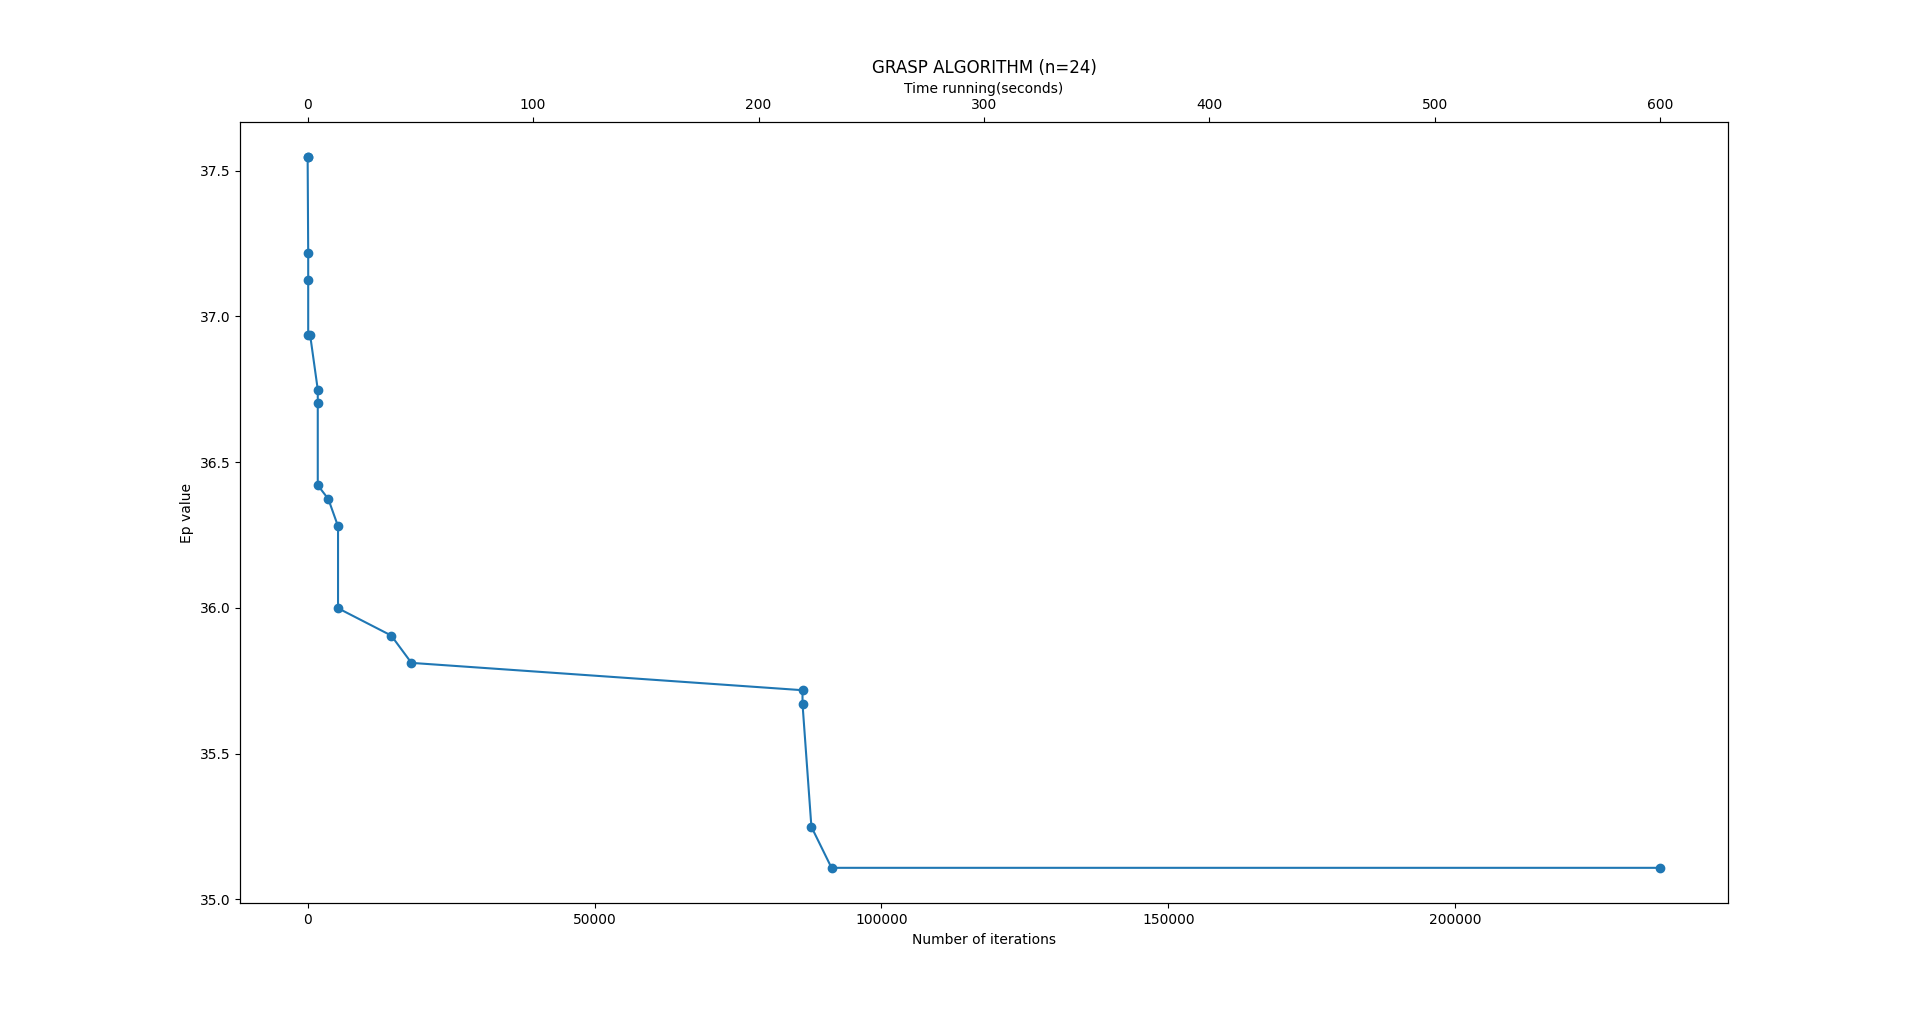 GRASP ALGORITHM (n=24)
Time running(seconds)
0 100 200 300 400 500 600
37.5
37.0
36.5
36.0
35.5
35.0
Ep value
0 50000 100000 150000 200000
Number of iterations